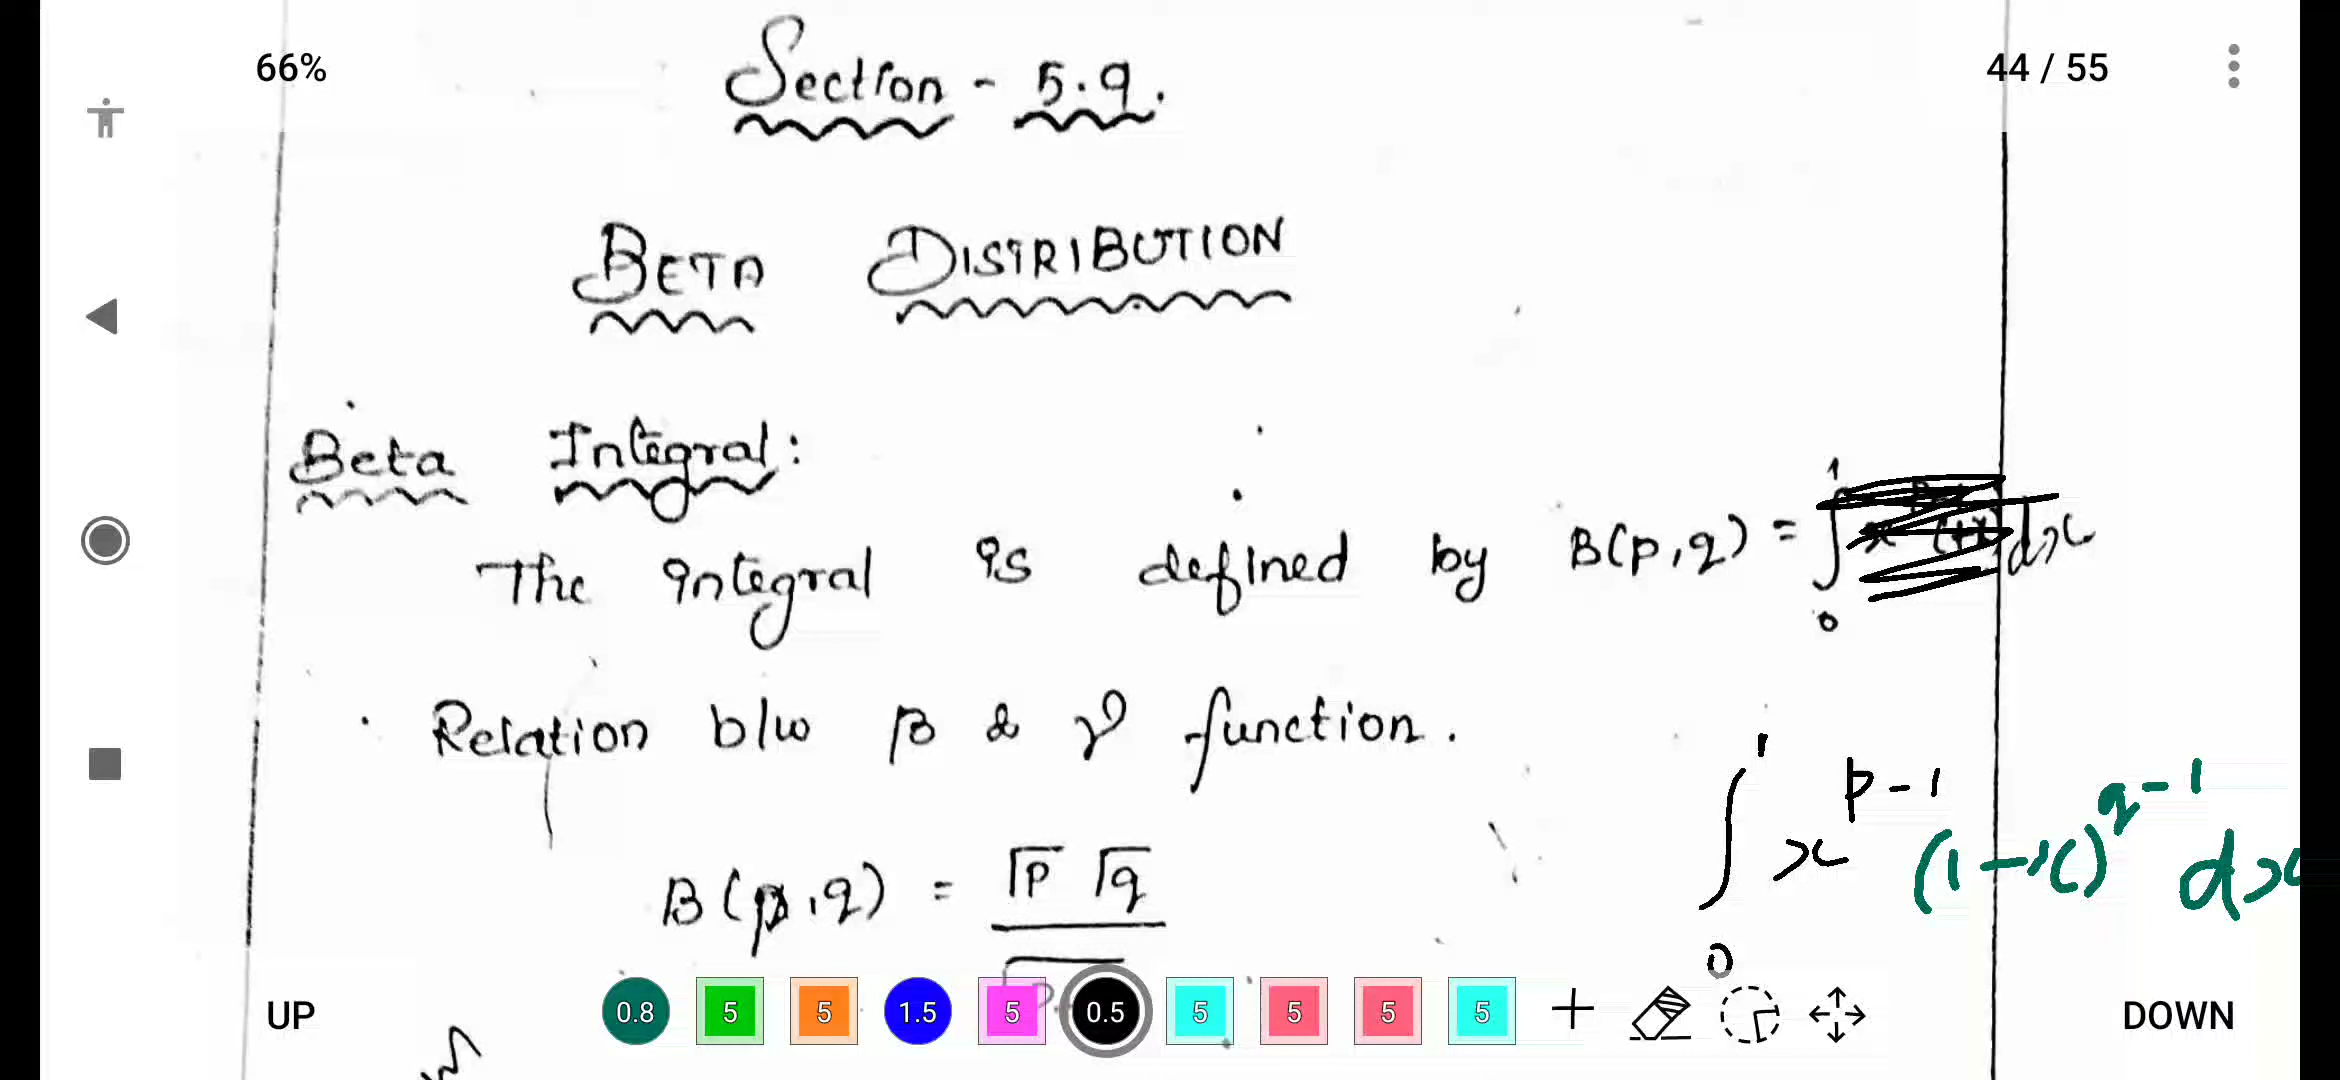 66%
44 / 55
Section - 5.9.
BETA DISTRIBUTION
Beta Integral:
The integral is defined by B(p,q) = ∫₀¹ dx
Relation b/w β & γ function.
∫₀¹ x^(p-1) (1-x)^(q-1) dx
B(p,q) = Γp Γq
UP
0.8 5 5 1.5 5 0.5 5 5 5 5
DOWN